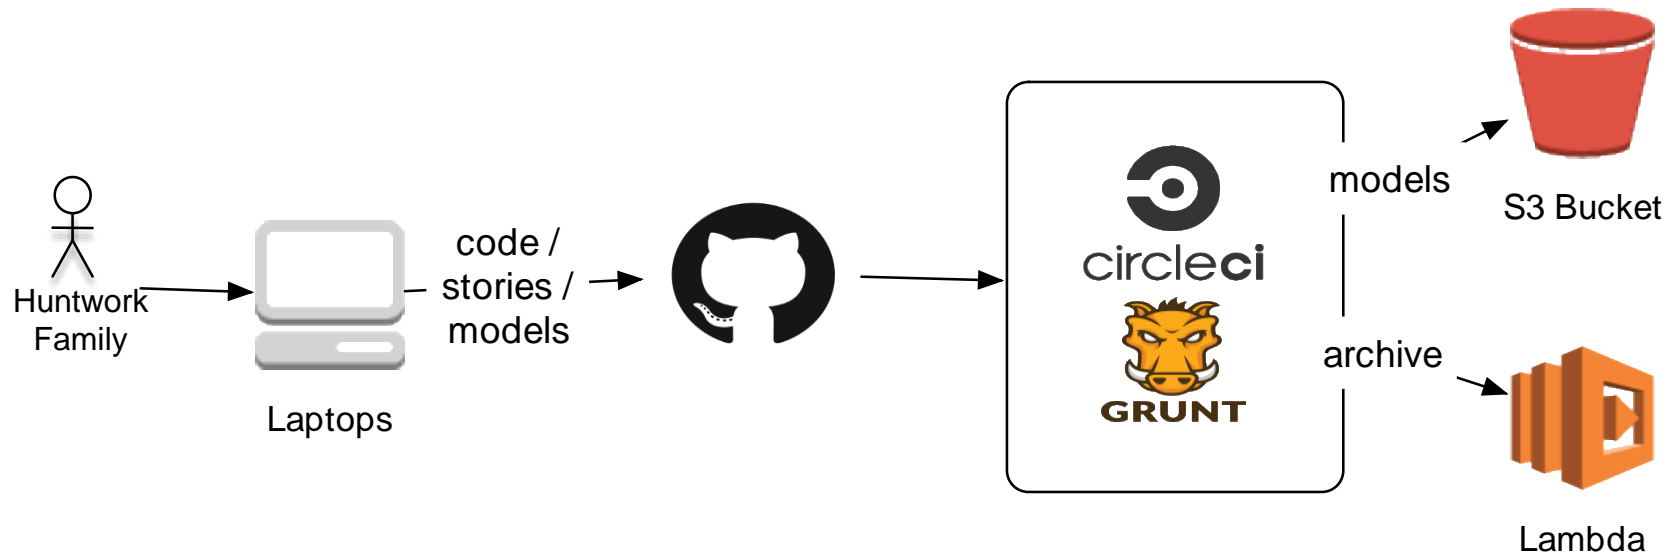 Huntwork
Family
Laptops
code /
stories /
models
circleci
GRUNT
models
archive
S3 Bucket
Lambda